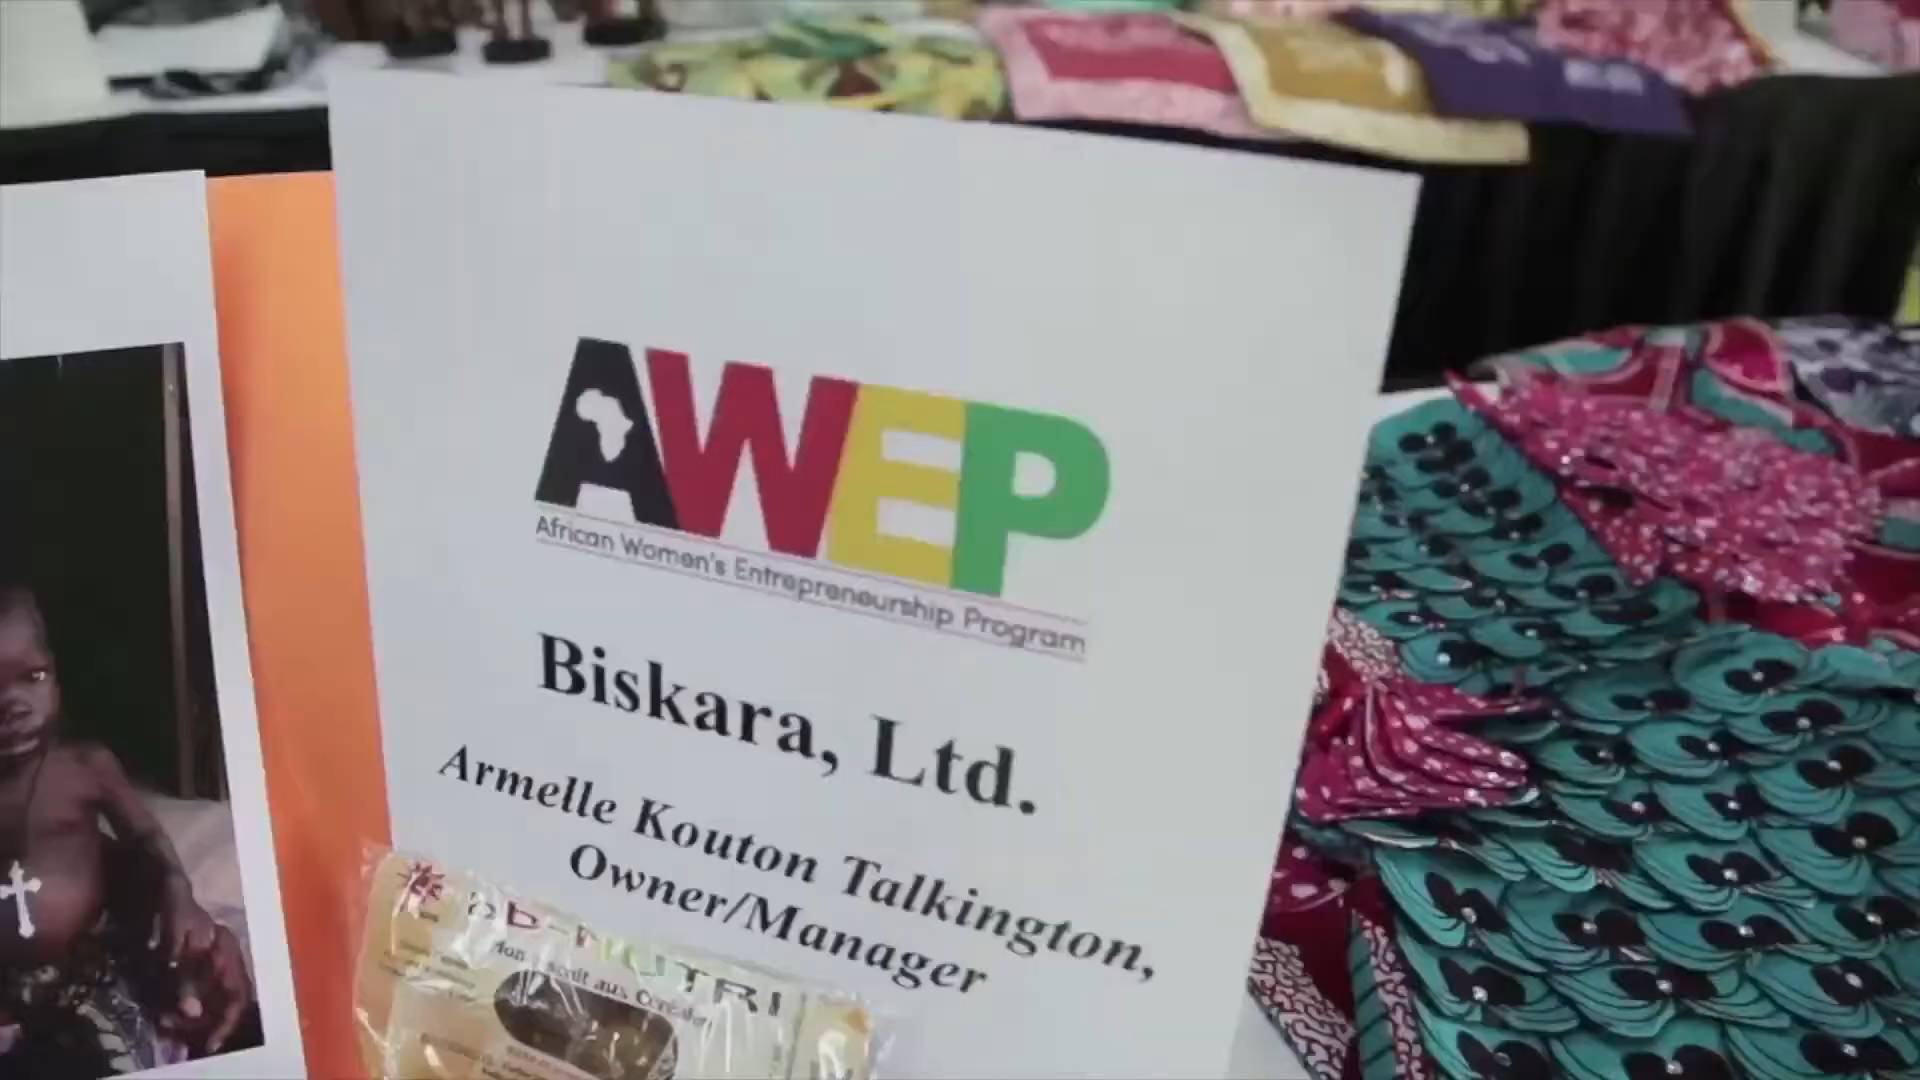 AWEP
African Women's Entrepreneurship Program
Biskara, Ltd.
Armelle Kouton Talkington,
Owner/Manager